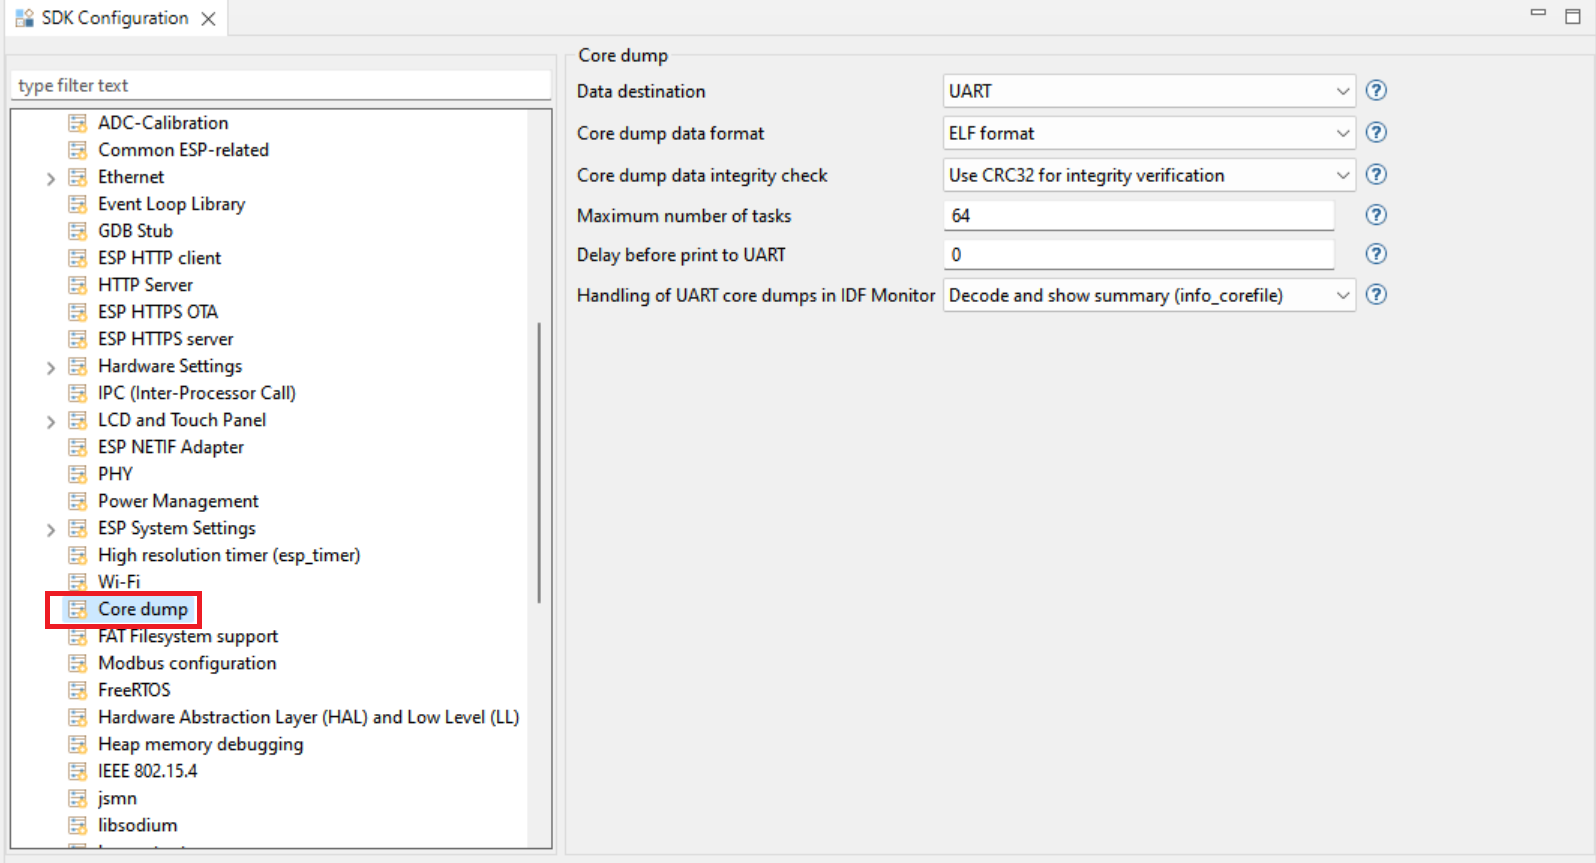 SDK Configuration
type filter text
ADC-Calibration
Common ESP-related
Ethernet
Event Loop Library
GDB Stub
ESP HTTP client
HTTP Server
ESP HTTPS OTA
ESP HTTPS server
Hardware Settings
IPC (Inter-Processor Call)
LCD and Touch Panel
ESP NETIF Adapter
PHY
Power Management
ESP System Settings
High resolution timer (esp_timer)
Wi-Fi
Core dump
FAT Filesystem support
Modbus configuration
FreeRTOS
Hardware Abstraction Layer (HAL) and Low Level (LL)
Heap memory debugging
IEEE 802.15.4
jsmn
libsodium
Core dump
Data destination UART ?
Core dump data format ELF format ?
Core dump data integrity check Use CRC32 for integrity verification ?
Maximum number of tasks 64 ?
Delay before print to UART 0 ?
Handling of UART core dumps in IDF Monitor Decode and show summary (info_corefile) ?